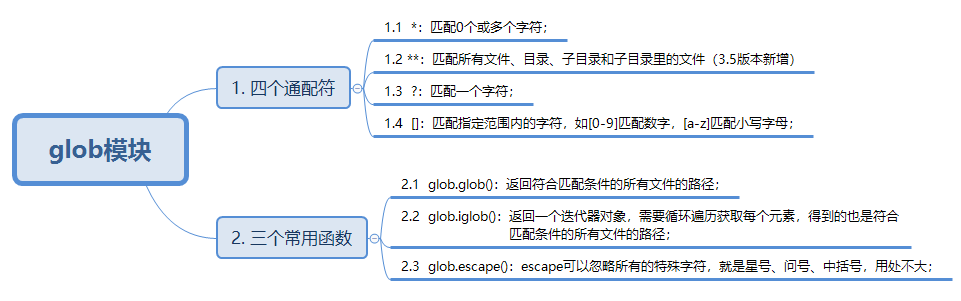 glob模块
1. 四个通配符
1.1 *：匹配0个或多个字符；
1.2 **：匹配所有文件、目录、子目录和子目录里的文件（3.5版本新增）
1.3 ?：匹配一个字符；
1.4 []：匹配指定范围内的字符，如[0-9]匹配数字，[a-z]匹配小写字母；
2. 三个常用函数
2.1 glob.glob()：返回符合匹配条件的所有文件的路径；
2.2 glob.iglob()：返回一个迭代器对象，需要循环遍历获取每个元素，得到的也是符合
匹配条件的所有文件的路径；
2.3 glob.escape()：escape可以忽略所有的特殊字符，就是星号、问号、中括号，用处不大；